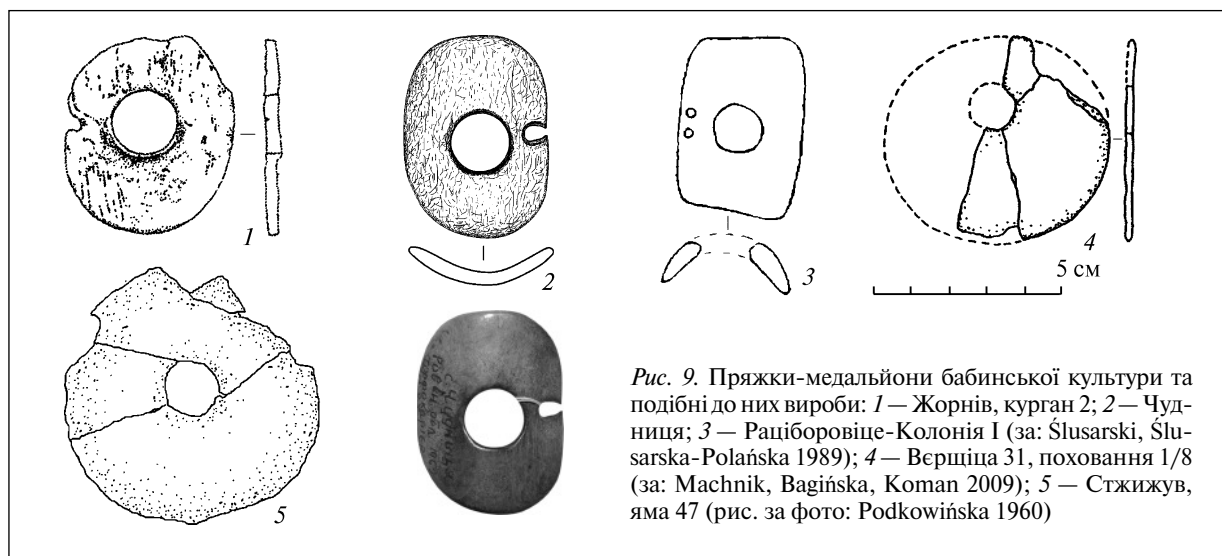 1
2
3
4
5 см
5
Рис. 9. Пряжки-медальйони бабинської культури та
подібні до них вироби: 1 — Жорнів, курган 2; 2 — Чуд-
ниця; 3 — Раціборовіце-Колонія I (за: Ślusarski, Ślu-
sarska-Polańska 1989); 4 — Вєрщіца 31, поховання 1/8
(за: Machnik, Bagińska, Koman 2009); 5 — Стжижув,
яма 47 (рис. за фото: Podkowińska 1960)